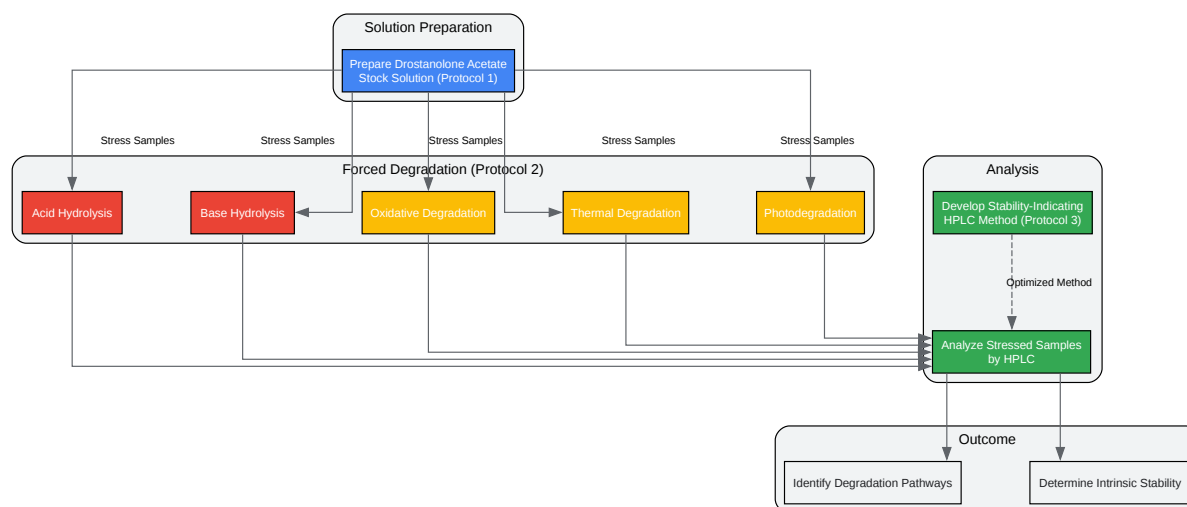 Solution Preparation
Prepare Drostanolone Acetate
Stock Solution (Protocol 1)
Stress Samples
Stress Samples
Stress Samples
Stress Samples
Stress Samples
Forced Degradation (Protocol 2)
Acid Hydrolysis
Base Hydrolysis
Oxidative Degradation
Thermal Degradation
Photodegradation
Analysis
Develop Stability-Indicating
HPLC Method (Protocol 3)
Optimized Method
Analyze Stressed Samples
by HPLC
Outcome
Identify Degradation Pathways
Determine Intrinsic Stability